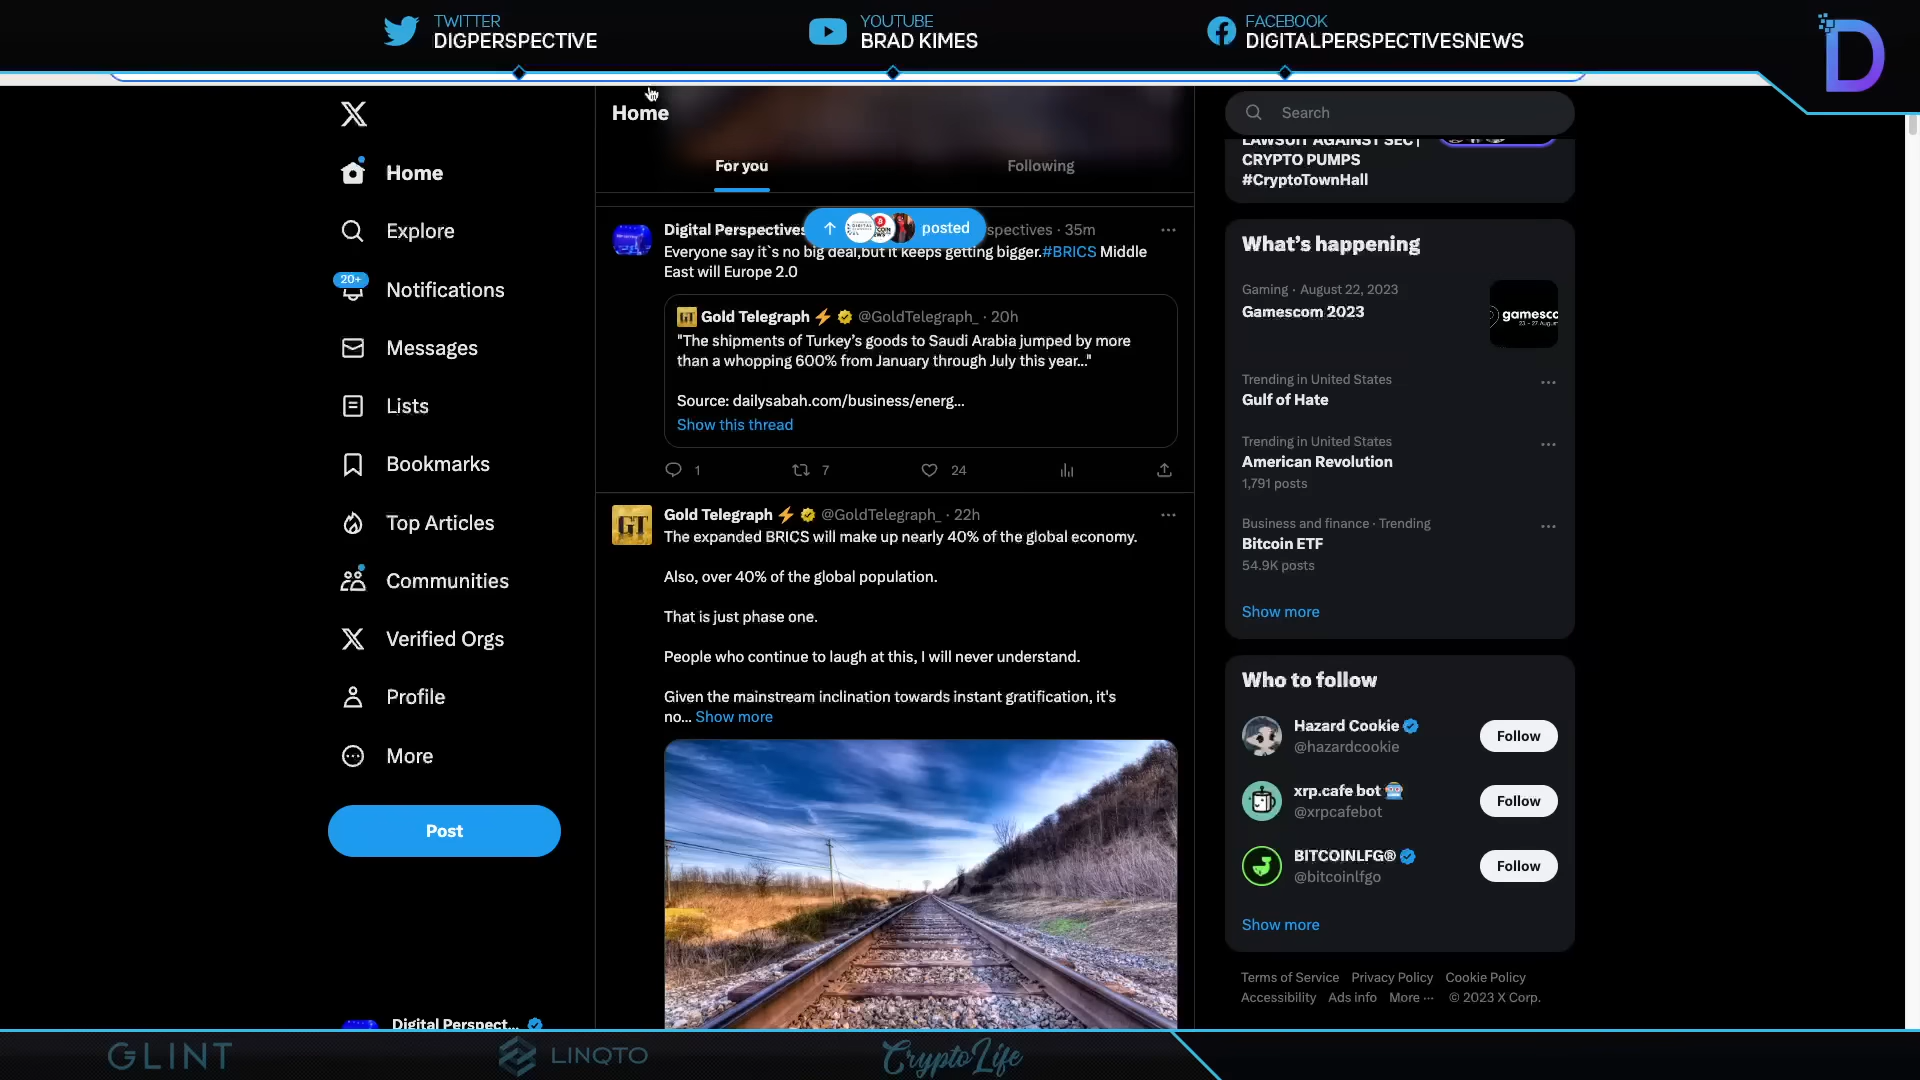 TWITTER
DIGPERSPECTIVE
YOUTUBE
BRAD KIMES
FACEBOOK
DIGITALPERSPECTIVESNEWS
Home
Explore
20+
Notifications
Messages
Lists
Bookmarks
Top Articles
Communities
Verified Orgs
Profile
More
Post
Digital Perspect...
Home
For you
Following
posted
Digital Perspectives
spectives · 35m
Everyone say it`s no big deal,but it keeps getting bigger.#BRICS Middle
East will Europe 2.0
GT Gold Telegraph @GoldTelegraph_ · 20h
"The shipments of Turkey's goods to Saudi Arabia jumped by more
than a whopping 600% from January through July this year..."
Source: dailysabah.com/business/energ...
Show this thread
1 7 24
GT
Gold Telegraph @GoldTelegraph_ · 22h
The expanded BRICS will make up nearly 40% of the global economy.
Also, over 40% of the global population.
That is just phase one.
People who continue to laugh at this, I will never understand.
Given the mainstream inclination towards instant gratification, it's
no... Show more
Search
LAWSUIT AGAINST SEC |
CRYPTO PUMPS
#CryptoTownHall
What's happening
Gaming · August 22, 2023
Gamescom 2023
gamesco
Trending in United States
Gulf of Hate
Trending in United States
American Revolution
1,791 posts
Business and finance · Trending
Bitcoin ETF
54.9K posts
Show more
Who to follow
Hazard Cookie
@hazardcookie
Follow
xrp.cafe bot
@xrpcafebot
Follow
BITCOINLFG®
@bitcoinlfgo
Follow
Show more
Terms of Service Privacy Policy Cookie Policy
Accessibility Ads info More ··· © 2023 X Corp.
GLINT
LINQTO
CryptoLife